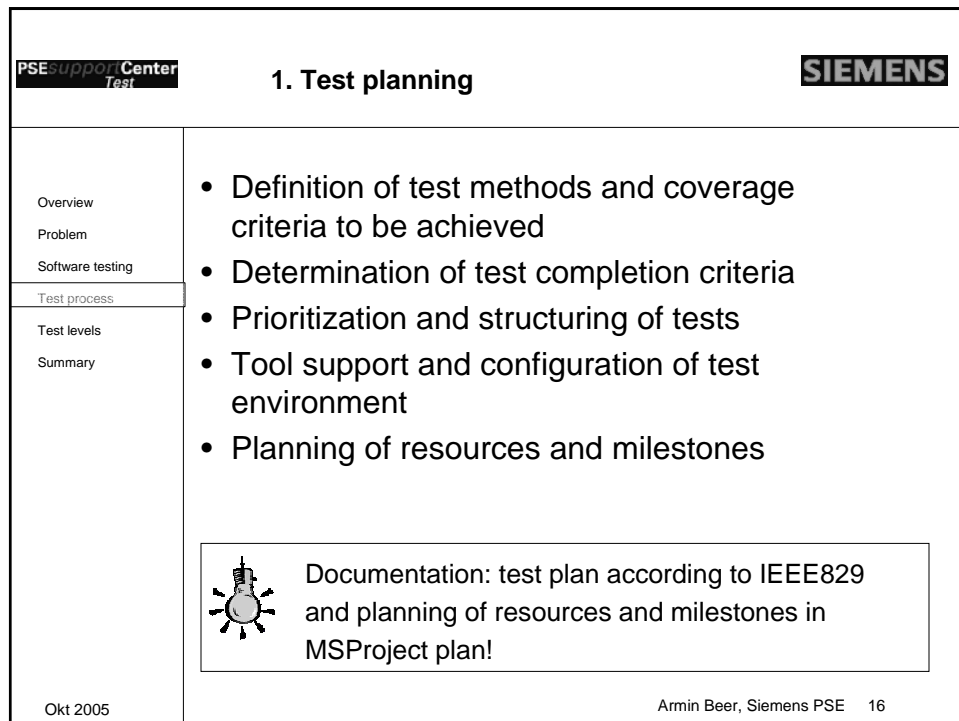 PSEsupportCenter
Test
1. Test planning
SIEMENS
Overview
Problem
Software testing
Test process
Test levels
Summary
• Definition of test methods and coverage
criteria to be achieved
• Determination of test completion criteria
• Prioritization and structuring of tests
• Tool support and configuration of test
environment
• Planning of resources and milestones
Documentation: test plan according to IEEE829
and planning of resources and milestones in
MSProject plan!
Okt 2005
Armin Beer, Siemens PSE 16